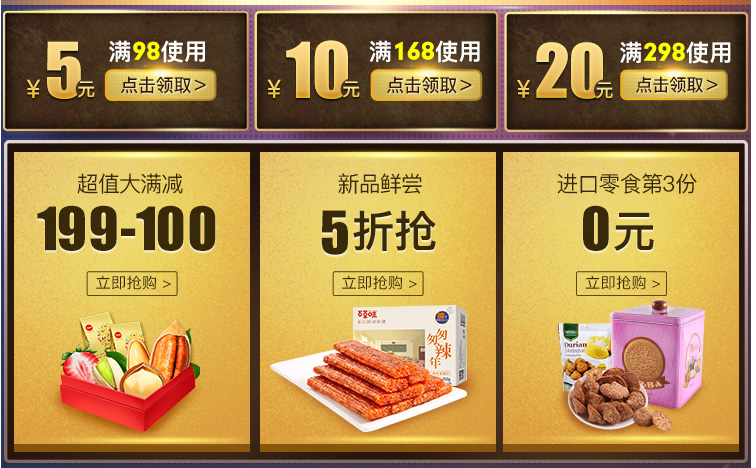 ¥5元
满98使用
点击领取>
¥10元
满168使用
点击领取>
¥20元
满298使用
点击领取>
超值大满减
199-100
立即抢购 >
新品鲜尝
5折抢
立即抢购 >
百草味
匆匆辣年
进口零食第3份
0元
立即抢购 >
Durian